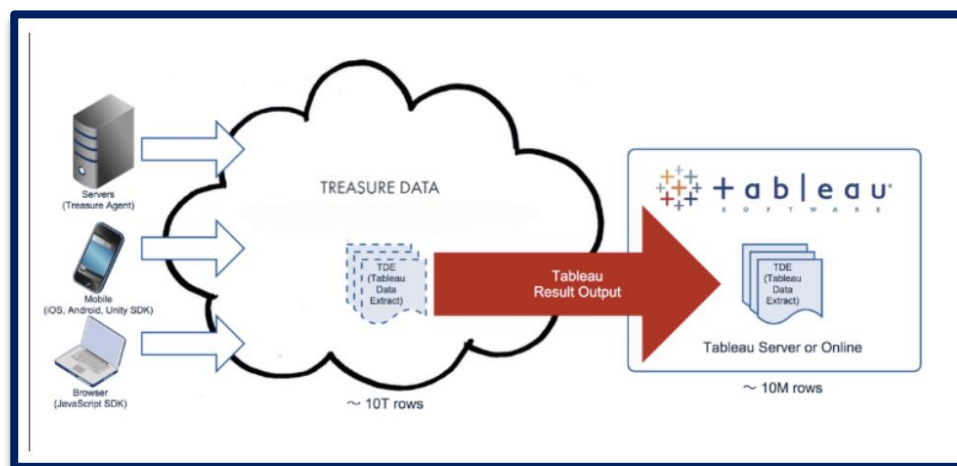 Servers
(Treasure Agent)
Mobile
(iOS, Android, Unity SDK)
Browser
(JavaScript SDK)
TREASURE DATA
TDE
(Tableau
Data
Extract)
~ 10T rows
Tableau
Result Output
+ableau
SOFTWARE
TDE
(Tableau
Data
Extract)
Tableau Server or Online
~ 10M rows